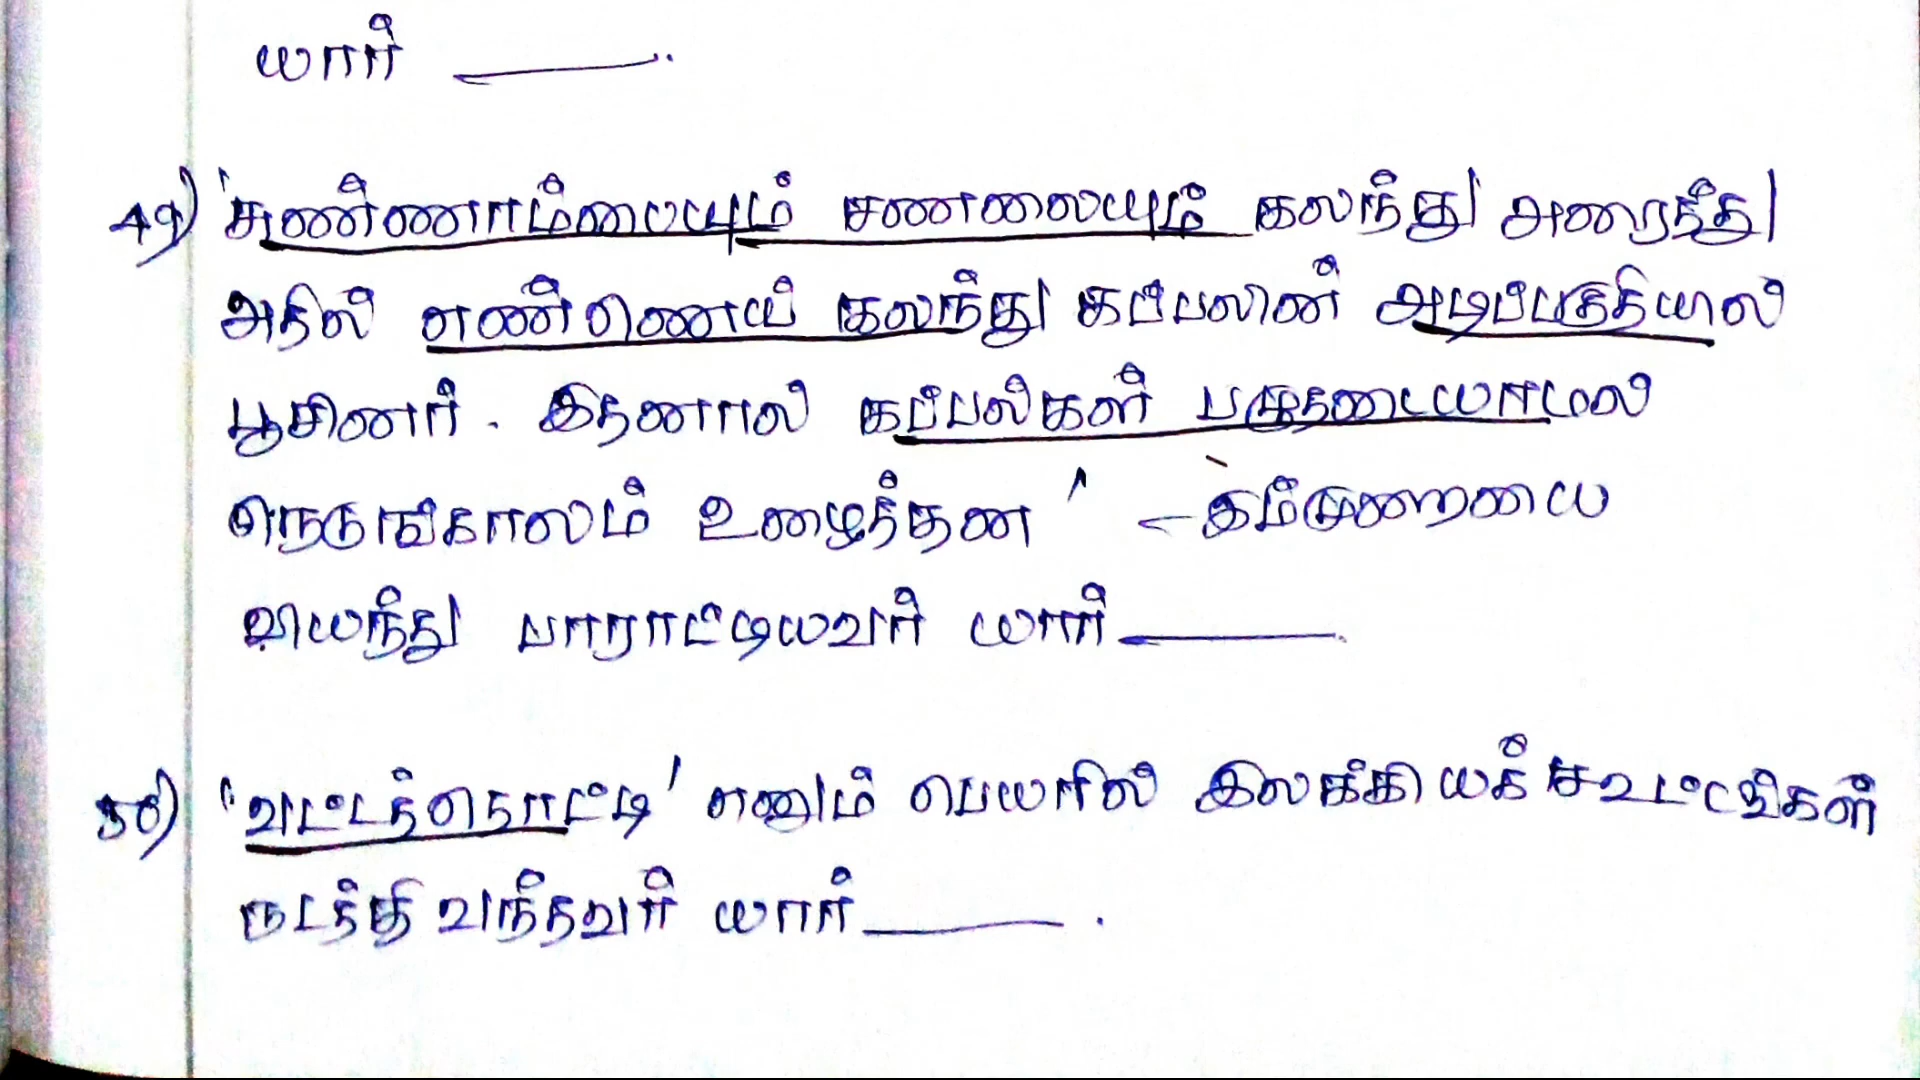 யார் ______.
49) 'சுண்ணாம்பையும் சணலையும் கலந்து அரைத்து
அதில் எண்ணெய் கலந்து கப்பலின் அடிப்பகுதியில்
பூசினர். இதனால் கப்பல்கள் பழுதடையாமல்
நெடுங்காலம் உழைத்தன' - இம்முறையை
வியந்து பாராட்டியவர் யார் ______.
50) 'வட்டத்தொட்டி' எனும் பெயரில் இலக்கியக் கூட்டங்கள்
நடத்தி வந்தவர் யார் ______.